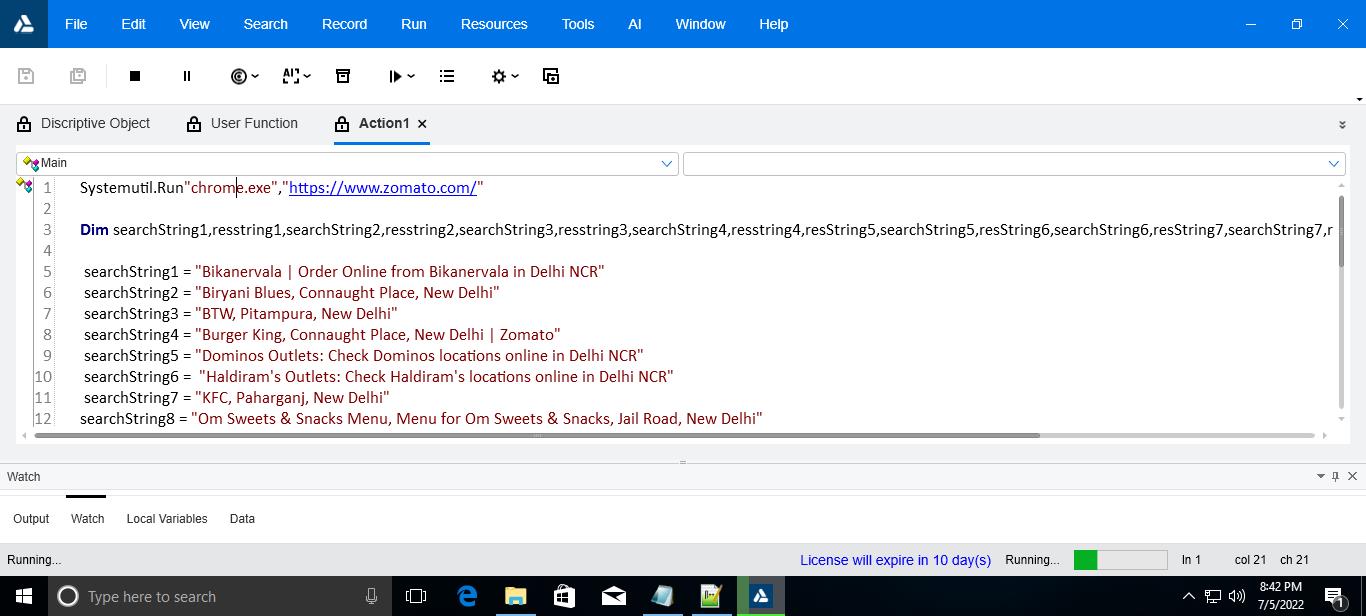 File Edit View Search Record Run Resources Tools AI Window Help
Discriptive Object User Function Action1
Main
1 Systemutil.Run"chrome.exe","https://www.zomato.com/"
2
3 Dim searchString1,resstring1,searchString2,resstring2,searchString3,resstring3,searchString4,resstring4,resString5,searchString5,resString6,searchString6,resString7,searchString7,r
4
5 searchString1 = "Bikanervala | Order Online from Bikanervala in Delhi NCR"
6 searchString2 = "Biryani Blues, Connaught Place, New Delhi"
7 searchString3 = "BTW, Pitampura, New Delhi"
8 searchString4 = "Burger King, Connaught Place, New Delhi | Zomato"
9 searchString5 = "Dominos Outlets: Check Dominos locations online in Delhi NCR"
10 searchString6 = "Haldiram's Outlets: Check Haldiram's locations online in Delhi NCR"
11 searchString7 = "KFC, Paharganj, New Delhi"
12 searchString8 = "Om Sweets & Snacks Menu, Menu for Om Sweets & Snacks, Jail Road, New Delhi"
Watch
Output Watch Local Variables Data
Running... License will expire in 10 day(s) Running... ln 1 col 21 ch 21
Type here to search
8:42 PM
7/5/2022
1